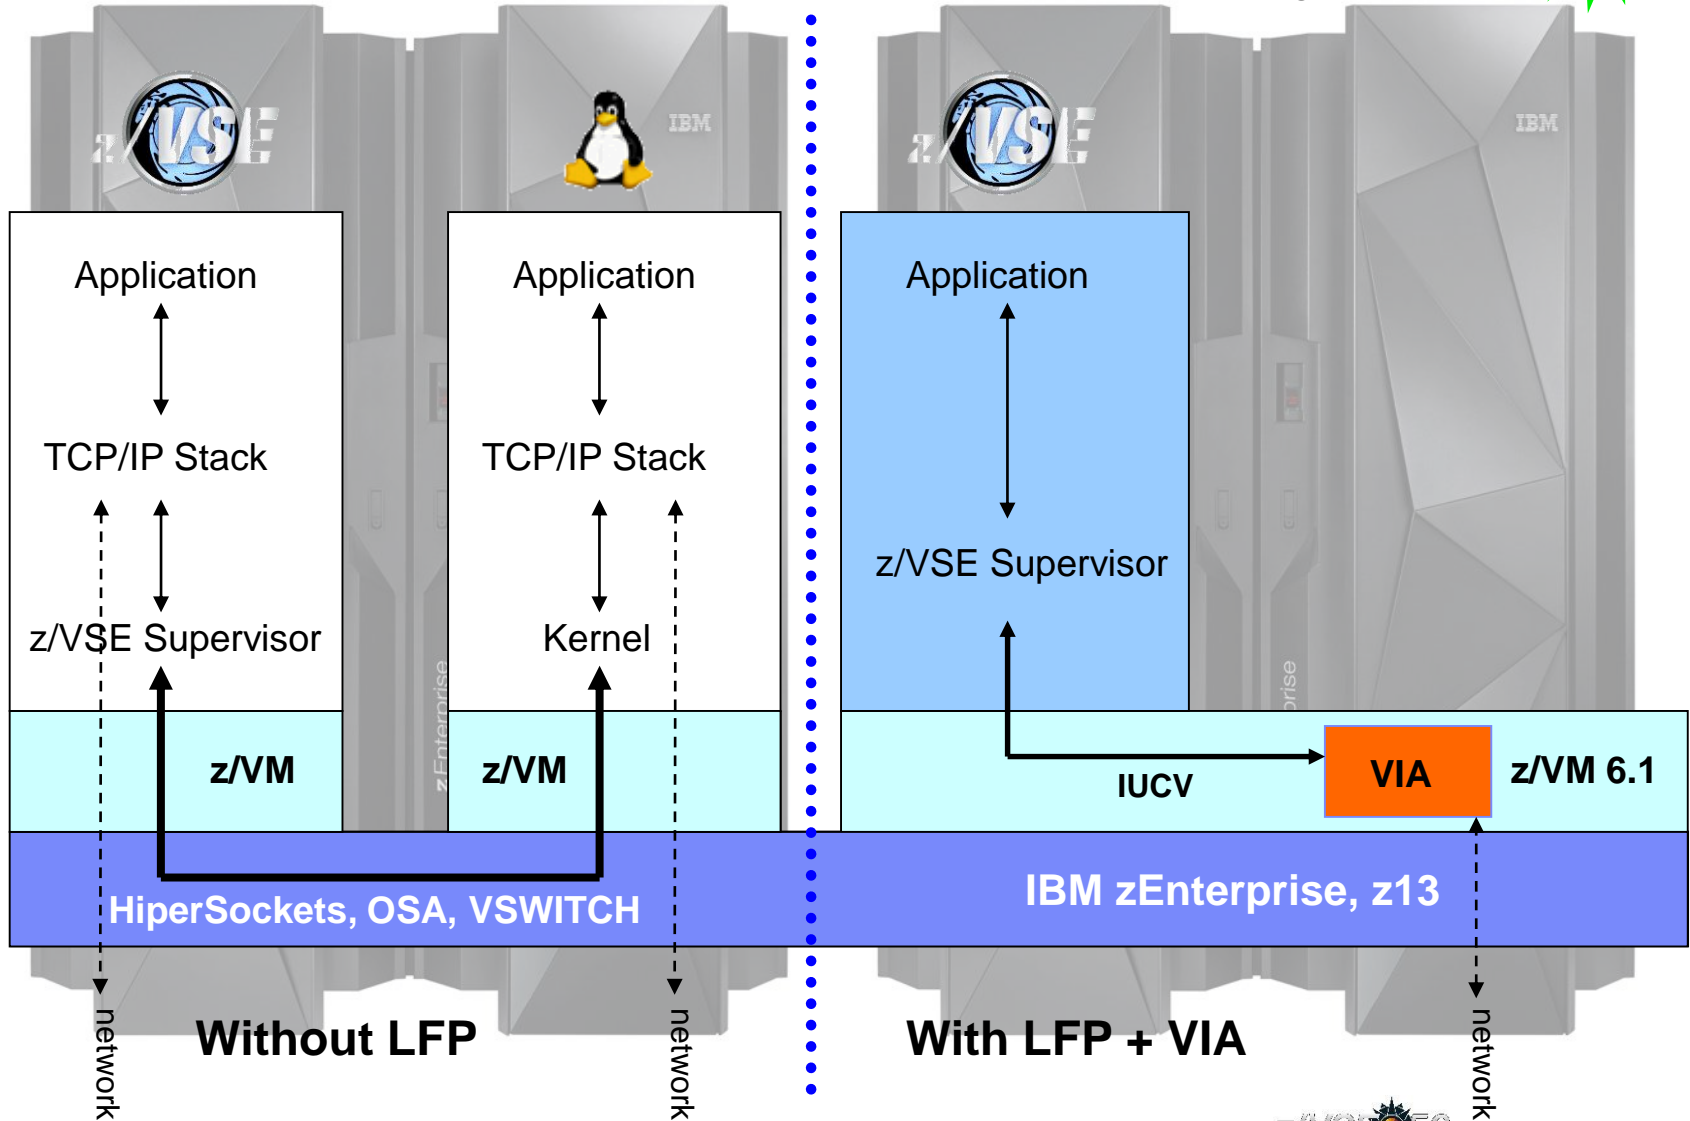 z/VSE
IBM
Application
Application
TCP/IP Stack
TCP/IP Stack
z/VSE Supervisor
Kernel
zEnterprise
z/VM
z/VM
HiperSockets, OSA, VSWITCH
network
Without LFP
network
z/VSE
IBM
Application
z/VSE Supervisor
prise
IUCV
VIA
z/VM 6.1
IBM zEnterprise, z13
With LFP + VIA
network